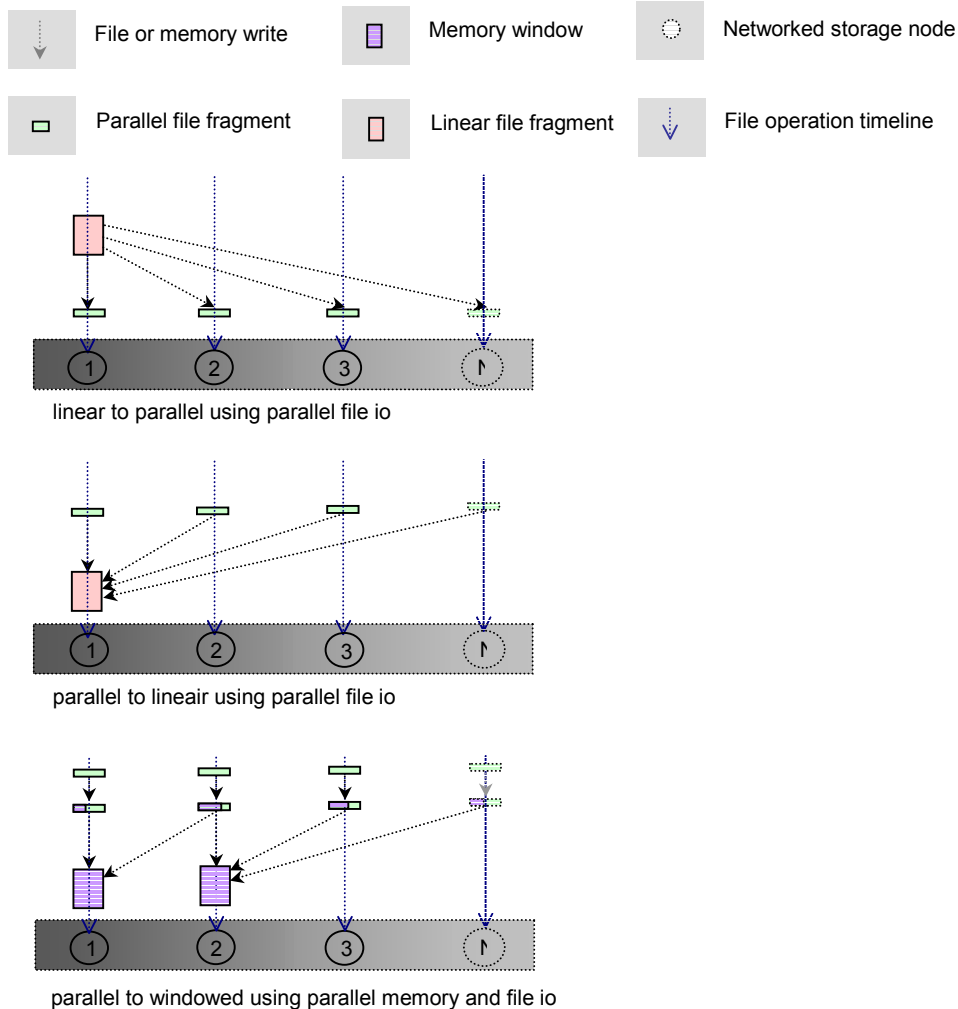 File or memory write
Memory window
Networked storage node
Parallel file fragment
Linear file fragment
File operation timeline
1 2 3
linear to parallel using parallel file io
1 2 3
parallel to lineair using parallel file io
1 2 3
parallel to windowed using parallel memory and file io